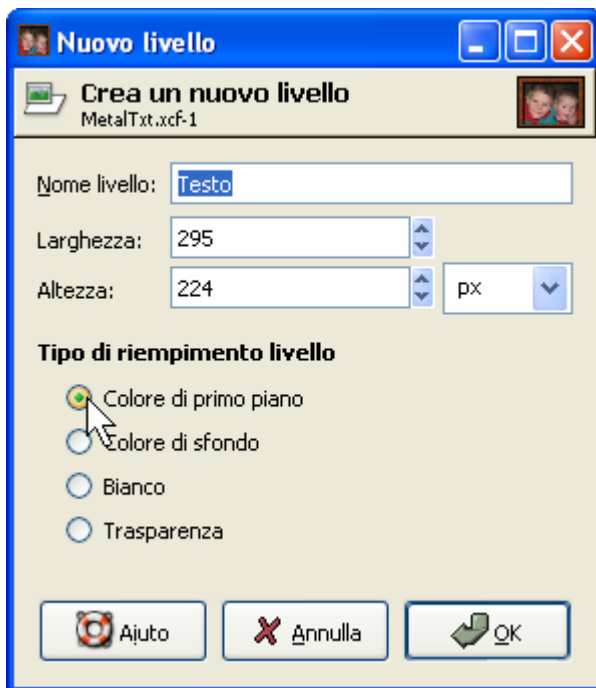 Nuovo livello
Crea un nuovo livello
MetalTxt.xcf-1
Nome livello: Testo
Larghezza: 295
Altezza: 224 px
Tipo di riempimento livello
Colore di primo piano
Colore di sfondo
Bianco
Trasparenza
Aiuto Annulla OK